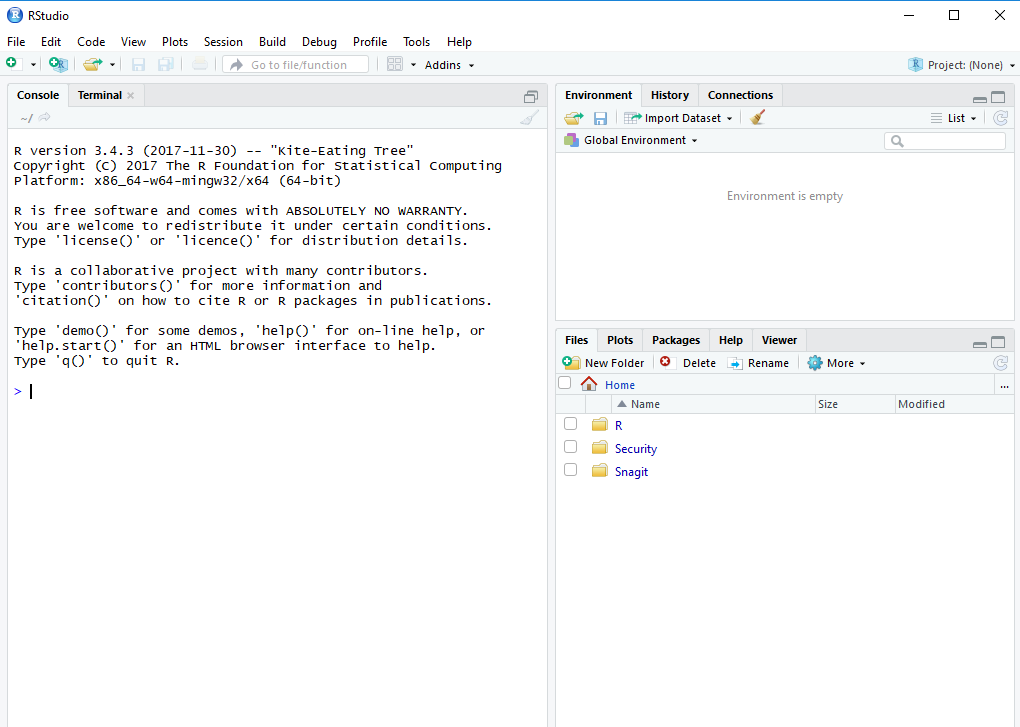 RStudio
File Edit Code View Plots Session Build Debug Profile Tools Help
Go to file/function Addins Project: (None)
Console Terminal
~/
R version 3.4.3 (2017-11-30) -- "Kite-Eating Tree"
Copyright (C) 2017 The R Foundation for Statistical Computing
Platform: x86_64-w64-mingw32/x64 (64-bit)
R is free software and comes with ABSOLUTELY NO WARRANTY.
You are welcome to redistribute it under certain conditions.
Type 'license()' or 'licence()' for distribution details.
R is a collaborative project with many contributors.
Type 'contributors()' for more information and
'citation()' on how to cite R or R packages in publications.
Type 'demo()' for some demos, 'help()' for on-line help, or
'help.start()' for an HTML browser interface to help.
Type 'q()' to quit R.
>
Environment History Connections
Import Dataset List
Global Environment
Environment is empty
Files Plots Packages Help Viewer
New Folder Delete Rename More
Home ...
Name Size Modified
R
Security
Snagit